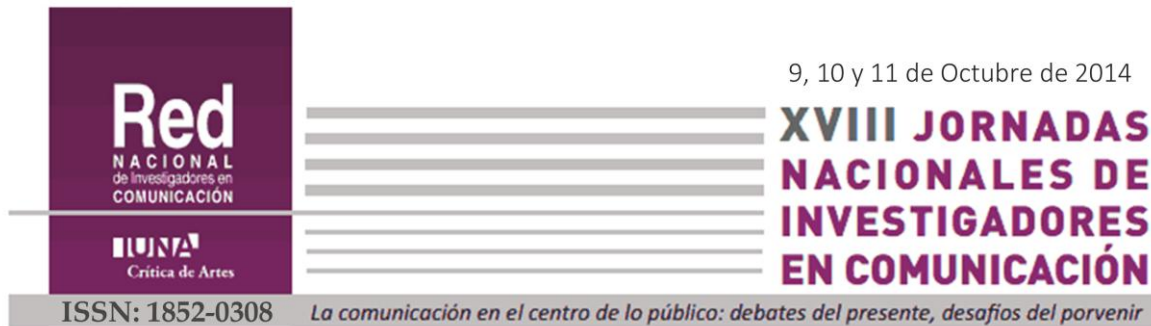 Red
NACIONAL
de Investigadores en
COMUNICACIÓN
IUNA
Crítica de Artes
9, 10 y 11 de Octubre de 2014
XVIII JORNADAS
NACIONALES DE
INVESTIGADORES
EN COMUNICACIÓN
ISSN: 1852-0308
La comunicación en el centro de lo público: debates del presente, desafíos del porvenir